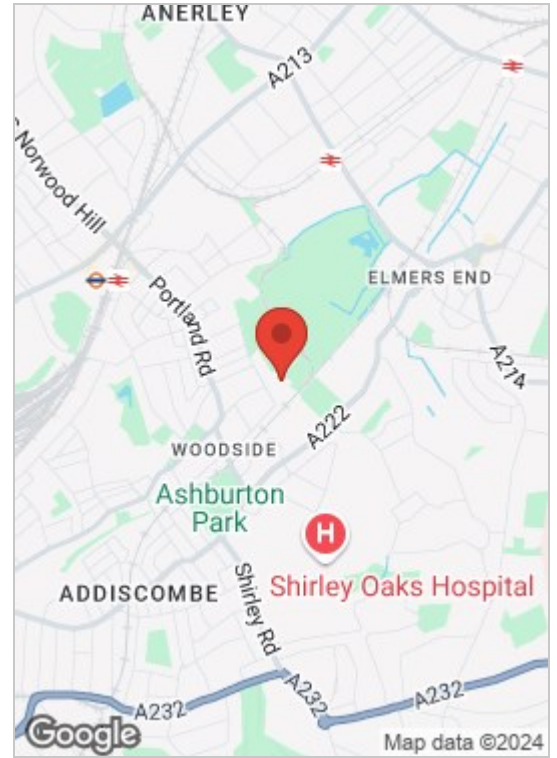 ANERLEY
A213
Norwood Hill
ELMERS END
Portland Rd
A214
A222
WOODSIDE
Ashburton
Park
H
Shirley Oaks Hospital
ADDISCOMBE
Shirley Rd
A232
A232
A232
Google
Map data ©2024